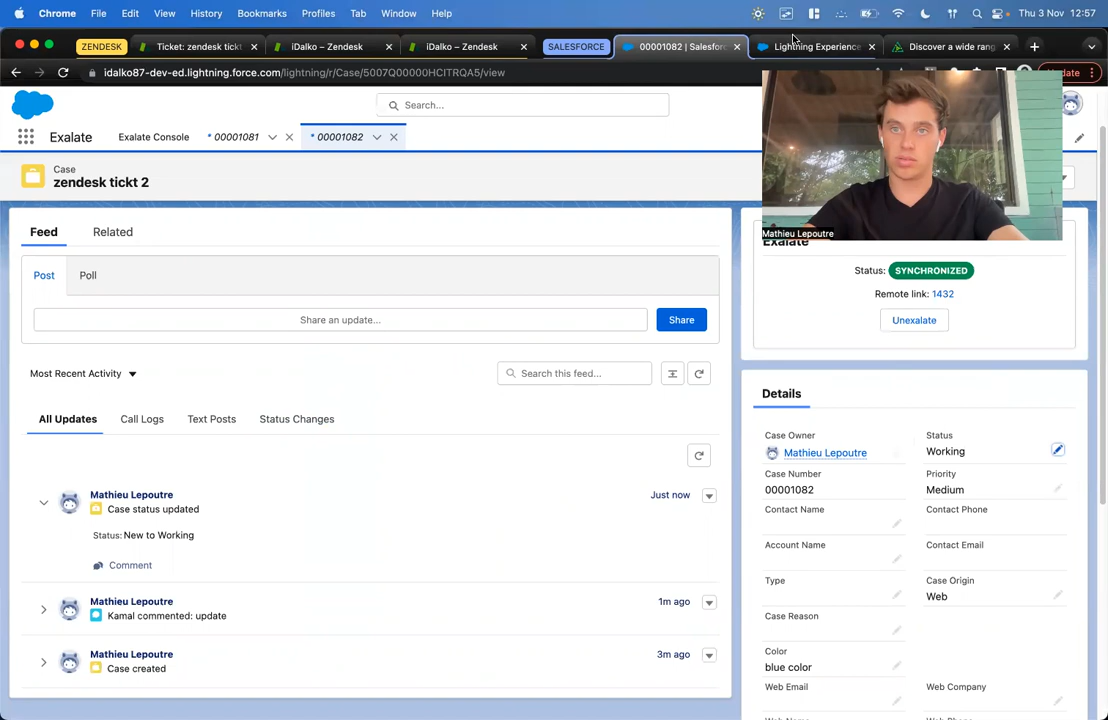 Chrome File Edit View History Bookmarks Profiles Tab Window Help Thu 3 Nov 12:57
ZENDESK Ticket: zendesk tickt iDalko – Zendesk iDalko – Zendesk SALESFORCE 00001082 | Salesforc Lightning Experience Discover a wide rang
idalko87-dev-ed.lightning.force.com/lightning/r/Case/5007Q00000HCITRQA5/view
Search...
Exalate Exalate Console * 00001081 * 00001082
Case
zendesk tickt 2
Mathieu Lepoutre
Feed Related
Post Poll
Share an update... Share
Most Recent Activity Search this feed...
All Updates Call Logs Text Posts Status Changes
Mathieu Lepoutre Just now
Case status updated
Status: New to Working
Comment
Mathieu Lepoutre 1m ago
Kamal commented: update
Mathieu Lepoutre 3m ago
Case created
Exalate
Status: SYNCHRONIZED
Remote link: 1432
Unexalate
Details
Case Owner Status
Mathieu Lepoutre Working
Case Number Priority
00001082 Medium
Contact Name Contact Phone
Account Name Contact Email
Type Case Origin
Web
Case Reason
Color
blue color
Web Email Web Company